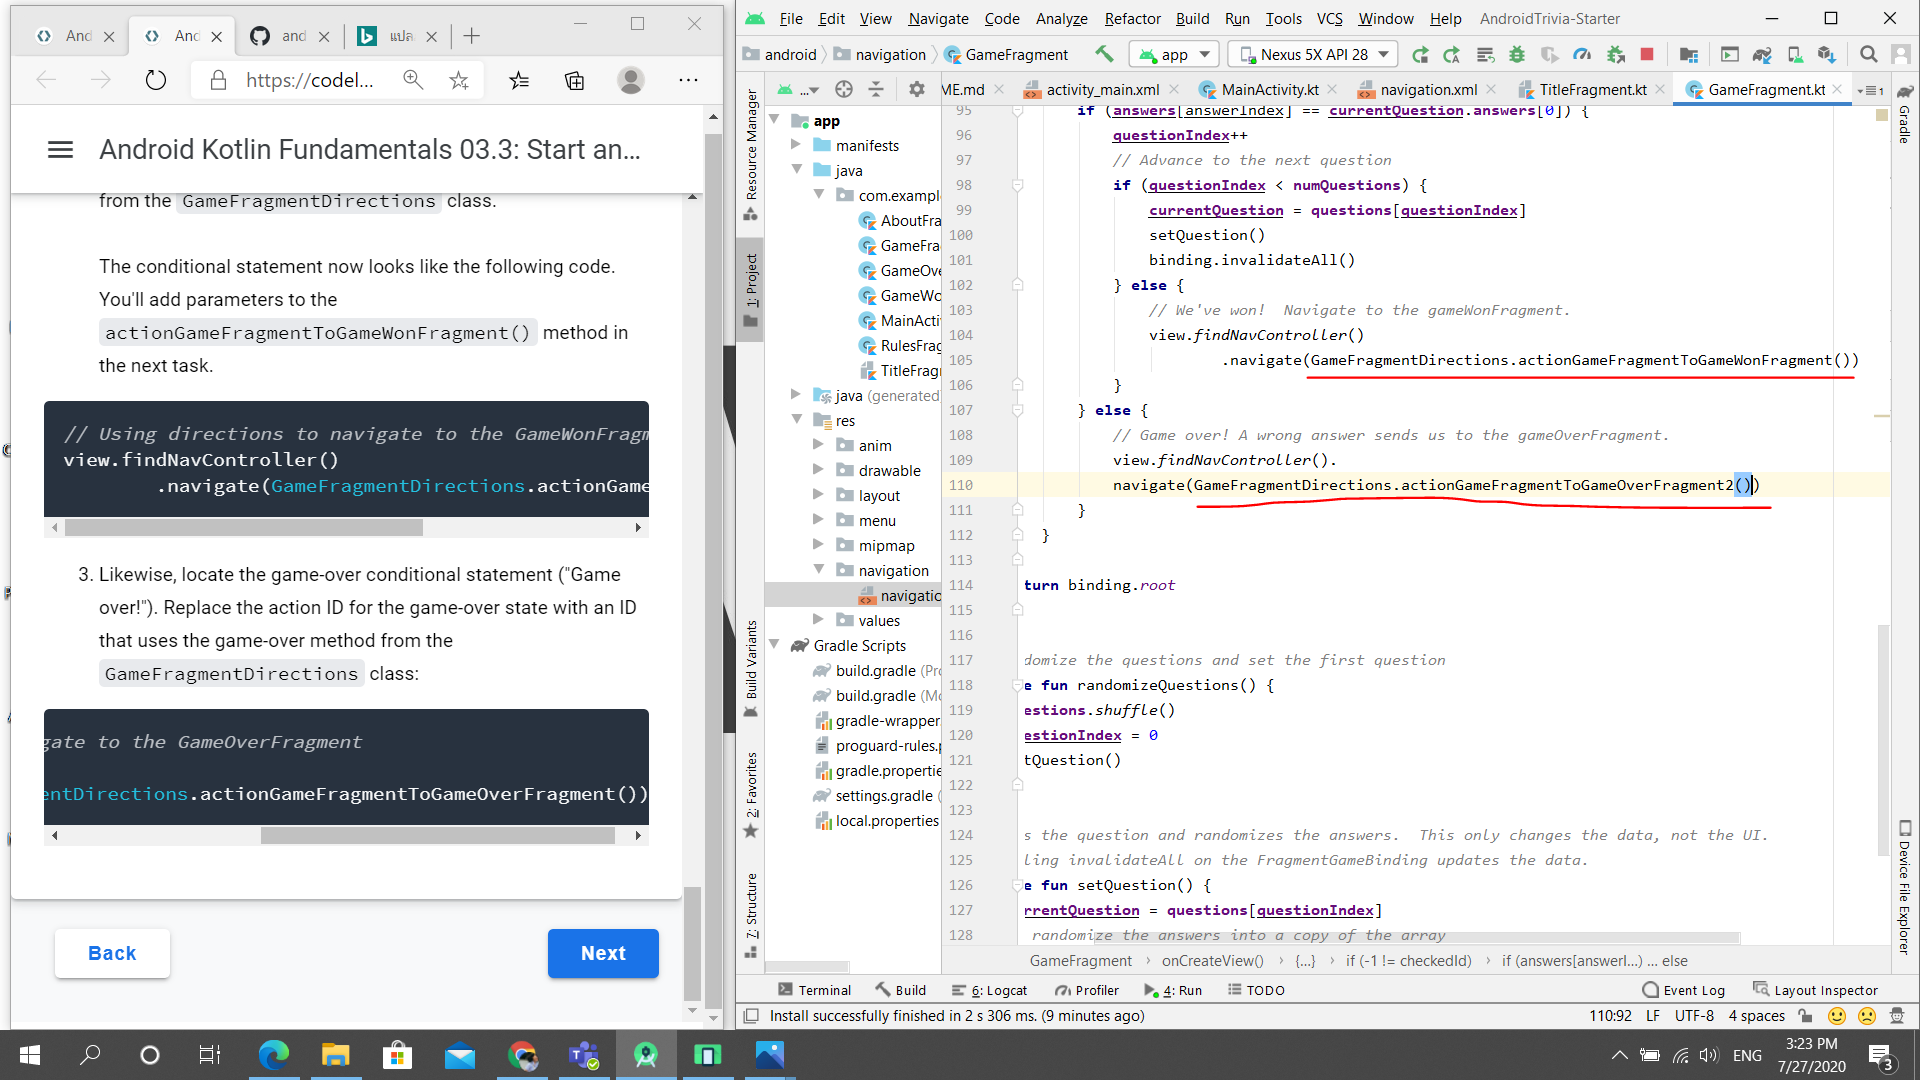 And
And
and
แปล
https://codel...
Android Kotlin Fundamentals 03.3: Start an...
from the GameFragmentDirections class.
The conditional statement now looks like the following code.
You'll add parameters to the
actionGameFragmentToGameWonFragment() method in
the next task.
// Using directions to navigate to the GameWonFragm
view.findNavController()
.navigate(GameFragmentDirections.actionGame
3. Likewise, locate the game-over conditional statement ("Game
over!"). Replace the action ID for the game-over state with an ID
that uses the game-over method from the
GameFragmentDirections class:
gate to the GameOverFragment
entDirections.actionGameFragmentToGameOverFragment())
Back
Next
File Edit View Navigate Code Analyze Refactor Build Run Tools VCS Window Help AndroidTrivia-Starter
android navigation GameFragment app Nexus 5X API 28
... ME.md activity_main.xml MainActivity.kt navigation.xml TitleFragment.kt GameFragment.kt
Resource Manager
1: Project
Build Variants
2: Favorites
7: Structure
app
manifests
java
com.exampl
AboutFra
GameFra
GameOve
GameWo
MainActi
RulesFrag
TitleFragm
java (generated)
res
anim
drawable
layout
menu
mipmap
navigation
navigatio
values
Gradle Scripts
build.gradle (Pro
build.gradle (Mo
gradle-wrapper.
proguard-rules.p
gradle.propertie
settings.gradle (
local.properties
95 if (answers[answerIndex] == currentQuestion.answers[0]) {
96 questionIndex++
97 // Advance to the next question
98 if (questionIndex < numQuestions) {
99 currentQuestion = questions[questionIndex]
100 setQuestion()
101 binding.invalidateAll()
102 } else {
103 // We've won! Navigate to the gameWonFragment.
104 view.findNavController()
105 .navigate(GameFragmentDirections.actionGameFragmentToGameWonFragment())
106 }
107 } else {
108 // Game over! A wrong answer sends us to the gameOverFragment.
109 view.findNavController().
110 navigate(GameFragmentDirections.actionGameFragmentToGameOverFragment2())
111 }
112 }
113
114 turn binding.root
115
116
117 domize the questions and set the first question
118 e fun randomizeQuestions() {
119 estions.shuffle()
120 estionIndex = 0
121 tQuestion()
122
123
124 s the question and randomizes the answers. This only changes the data, not the UI.
125 ling invalidateAll on the FragmentGameBinding updates the data.
126 e fun setQuestion() {
127 rrentQuestion = questions[questionIndex]
128 randomize the answers into a copy of the array
Gradle
Device File Explorer
GameFragment onCreateView() {...} if (-1 != checkedId) if (answers[answerI...) ... else
Terminal Build 6: Logcat Profiler 4: Run TODO Event Log Layout Inspector
Install successfully finished in 2 s 306 ms. (9 minutes ago) 110:92 LF UTF-8 4 spaces
ENG
3:23 PM
7/27/2020
3